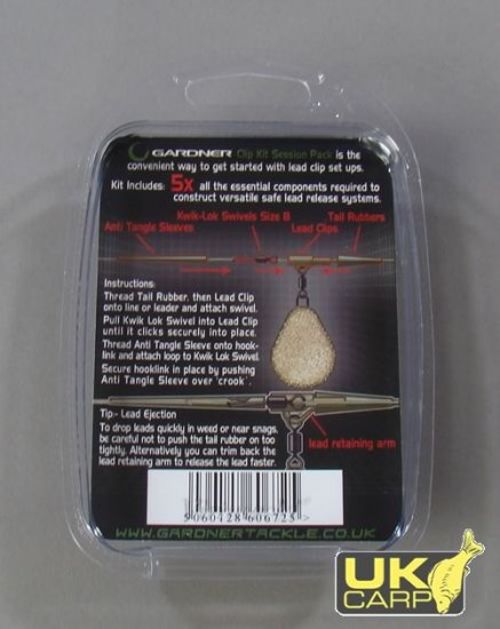 GARDNER Clip Kit Session Pack is the
convenient way to get started with lead clip set ups.
Kit Includes: 5x all the essential components required to
construct versatile safe lead release systems.
Kwik-Lok Swivels Size 8
Tail Rubbers
Anti Tangle Sleeves
Lead Clips
Instructions:
Thread Tail Rubber, then Lead Clip
onto line or leader and attach swivel.
Pull Kwik Lok Swivel into Lead Clip
until it clicks securely into place.
Thread Anti Tangle Sleeve onto hook-
link and attach loop to Kwik Lok Swivel.
Secure hooklink in place by pushing
Anti Tangle Sleeve over 'crook'.
Tip:- Lead Ejection
To drop leads quickly in weed or near snags,
be careful not to push the tail rubber on too
tightly. Alternatively you can trim back the
lead retaining arm to release the lead faster.
lead retaining arm
5060128606725>
WWW.GARDNERTACKLE.CO.UK
UK
CARP